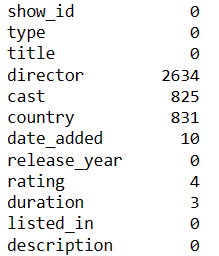 show_id 0
type 0
title 0
director 2634
cast 825
country 831
date_added 10
release_year 0
rating 4
duration 3
listed_in 0
description 0